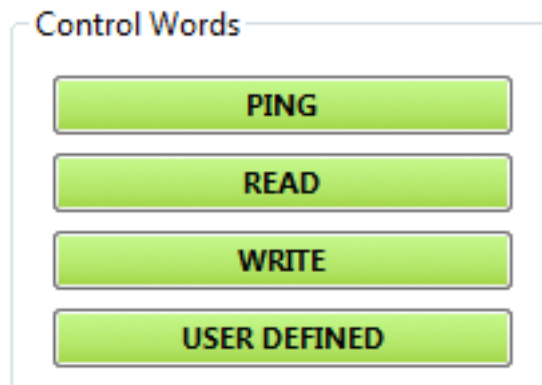 Control Words
PING
READ
WRITE
USER DEFINED